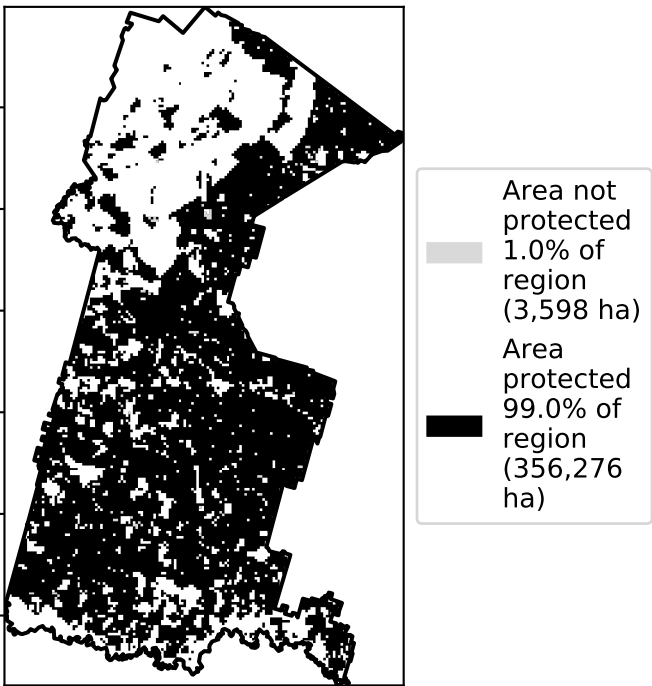 Area not
protected
1.0% of
region
(3,598 ha)
Area
protected
99.0% of
region
(356,276
ha)